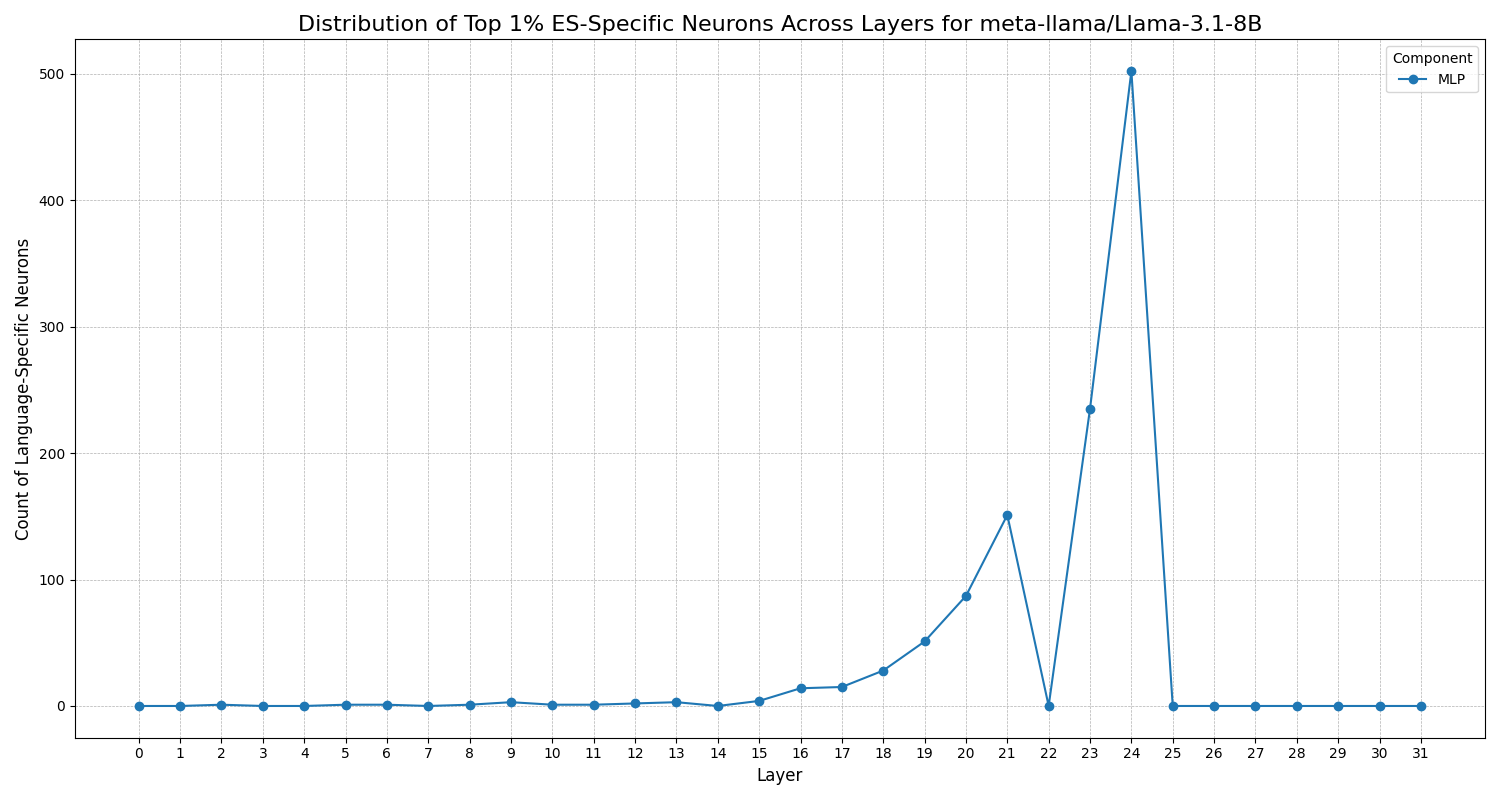 Distribution of Top 1% ES-Specific Neurons Across Layers for meta-llama/Llama-3.1-8B
Component
MLP
500
400
300
200
100
0
Count of Language-Specific Neurons
0 1 2 3 4 5 6 7 8 9 10 11 12 13 14 15 16 17 18 19 20 21 22 23 24 25 26 27 28 29 30 31
Layer